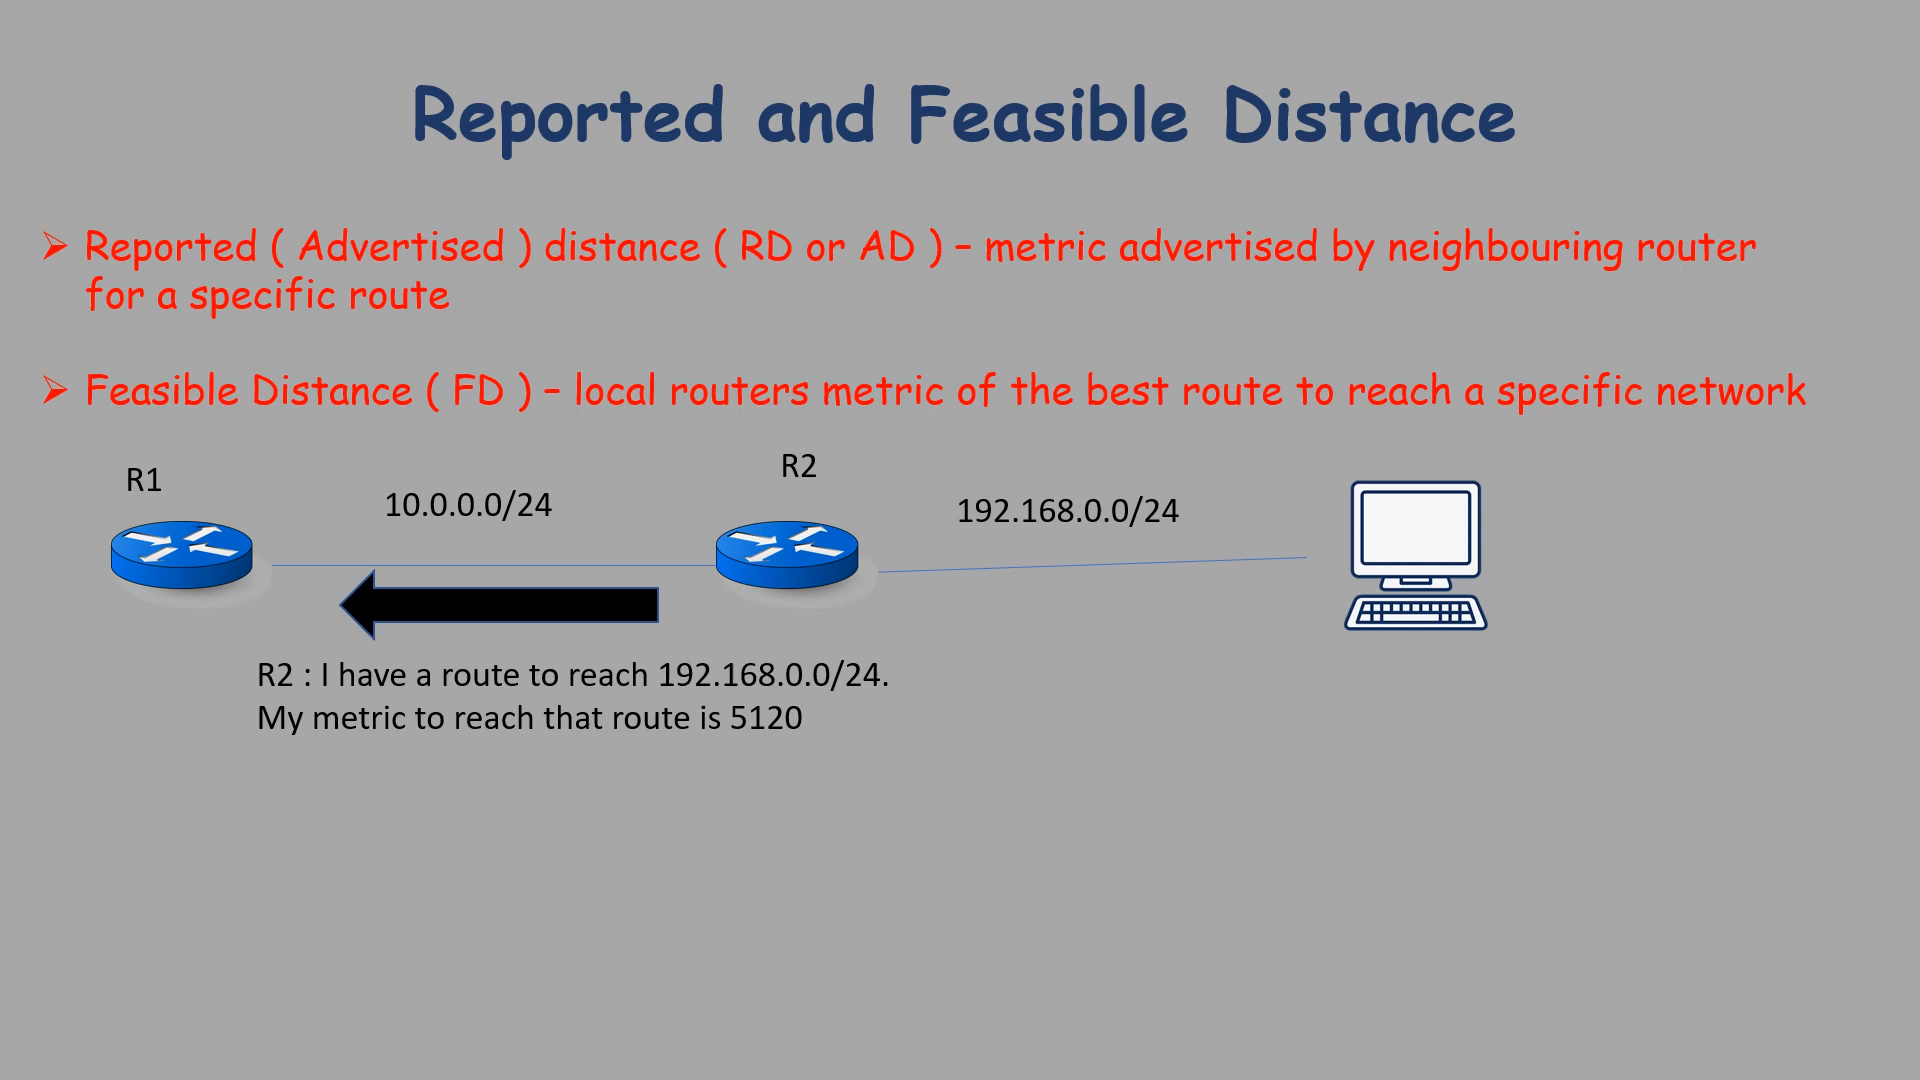 Reported and Feasible Distance
➢ Reported ( Advertised ) distance ( RD or AD ) – metric advertised by neighbouring router
for a specific route
➢ Feasible Distance ( FD ) – local routers metric of the best route to reach a specific network
R1
10.0.0.0/24
R2
192.168.0.0/24
R2 : I have a route to reach 192.168.0.0/24.
My metric to reach that route is 5120